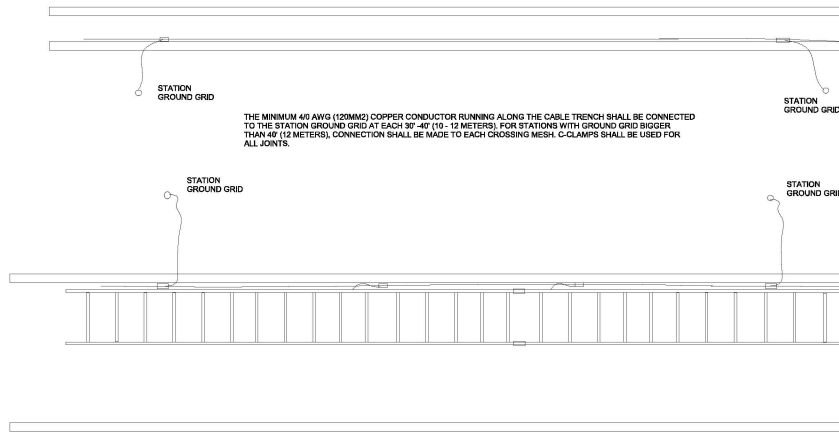 STATION
GROUND GRID
STATION
GROUND GRID
THE MINIMUM 4/0 AWG (120MM2) COPPER CONDUCTOR RUNNING ALONG THE CABLE TRENCH SHALL BE CONNECTED
TO THE STATION GROUND GRID AT EACH 30' -40' (10 - 12 METERS). FOR STATIONS WITH GROUND GRID BIGGER
THAN 40' (12 METERS), CONNECTION SHALL BE MADE TO EACH CROSSING MESH. C-CLAMPS SHALL BE USED FOR
ALL JOINTS.
STATION
GROUND GRID
STATION
GROUND GRID